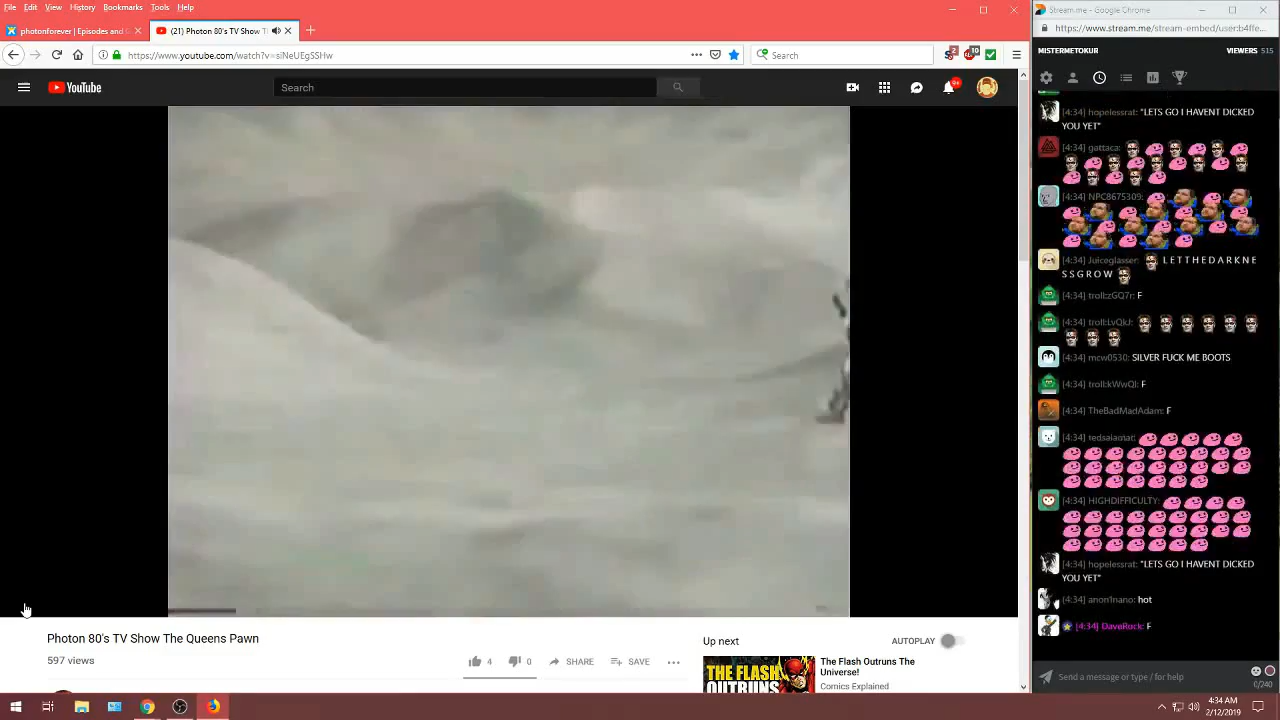 File Edit View History Bookmarks Tools Help
photonforever | Episodes and G
(21) Photon 80's TV Show T
https://www.youtube.com/watch?v=siNeUEgSSHw
Search
2
10
YouTube
Search
9+
Photon 80's TV Show The Queens Pawn
597 views
4
0
SHARE
SAVE
Up next
AUTOPLAY
THE FLASH
OUTRUNS
The Flash Outruns The
Universe!
Comics Explained
Stream.me - Google Chrome
https://www.stream.me/stream-embed/user:b4ffe...
MISTERMETOKUR
VIEWERS 515
[4:34] hopelessrat: "LETS GO I HAVENT DICKED
YOU YET"
[4:34] gattaca:
[4:34] NPC8675309:
[4:34] Juiceglasser: L E T T H E D A R K N E
S S G R O W
[4:34] troll:zGQ7r: F
[4:34] troll:LvQkJ:
[4:34] mcw0530: SILVER FUCK ME BOOTS
[4:34] troll:kWwQl: F
[4:34] TheBadMadAdam: F
[4:34] tedsaiamat:
[4:34] HIGHDIFFICULTY:
[4:34] hopelessrat: "LETS GO I HAVENT DICKED
YOU YET"
[4:34] anon1nano: hot
[4:34] DaveRock: F
Send a message or type / for help
0/240
4:34 AM
2/12/2019